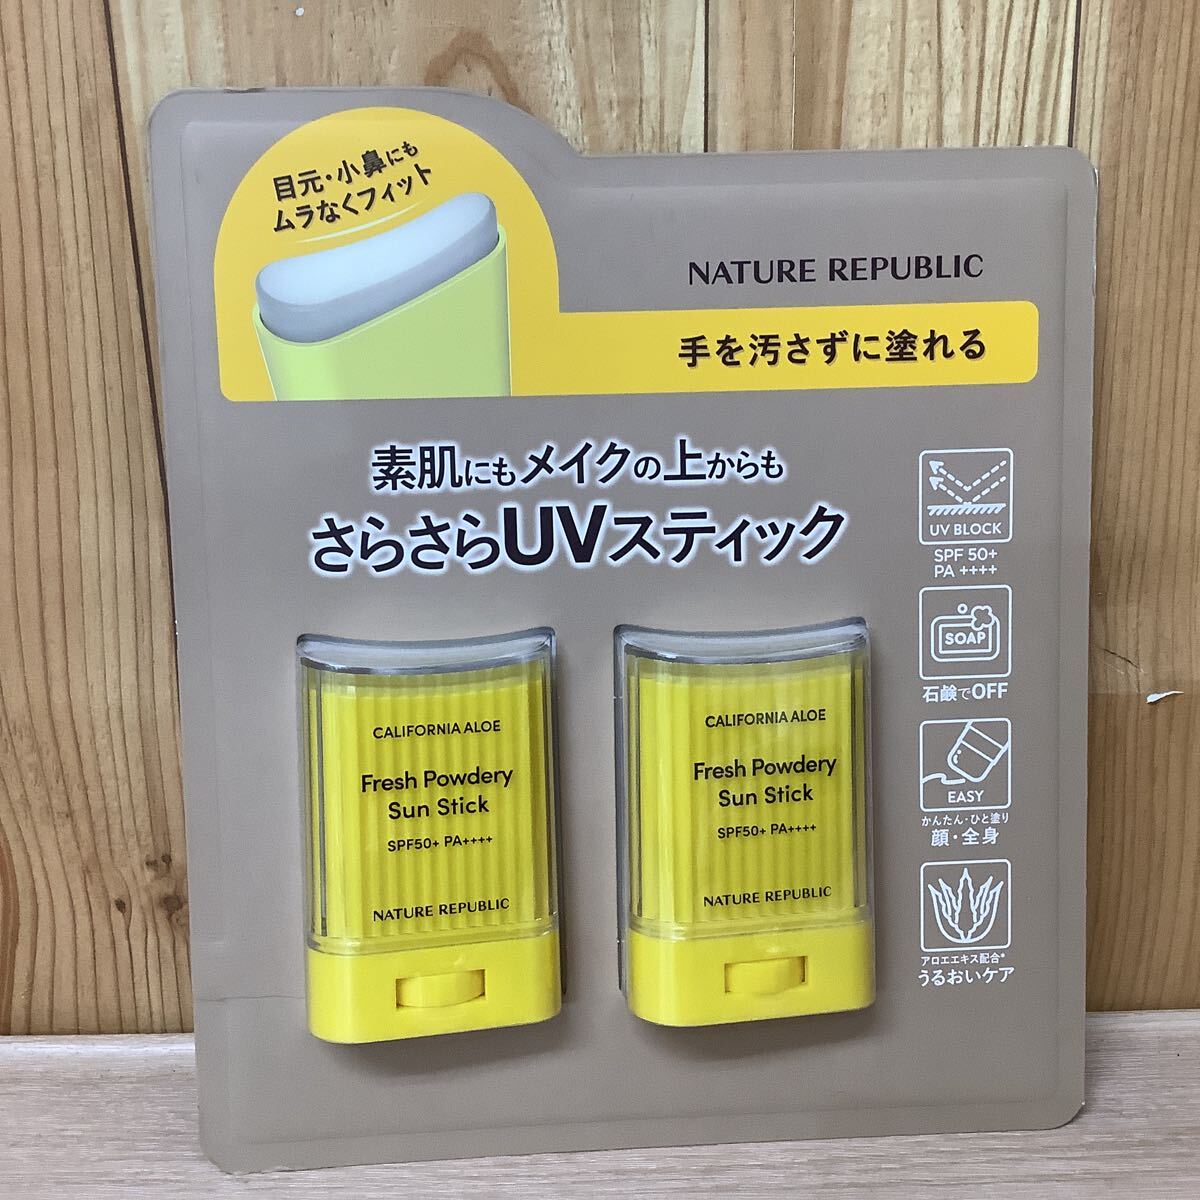 目元・小鼻にも
ムラなくフィット
NATURE REPUBLIC
手を汚さずに塗れる
素肌にもメイクの上からも
さらさらUVスティック
UV BLOCK
SPF 50+
PA ++++
SOAP
石鹸でOFF
EASY
かんたん・ひと塗り
顔・全身
アロエエキス配合*
うるおいケア
CALIFORNIA ALOE
Fresh Powdery
Sun Stick
SPF50+ PA++++
NATURE REPUBLIC
CALIFORNIA ALOE
Fresh Powdery
Sun Stick
SPF50+ PA++++
NATURE REPUBLIC